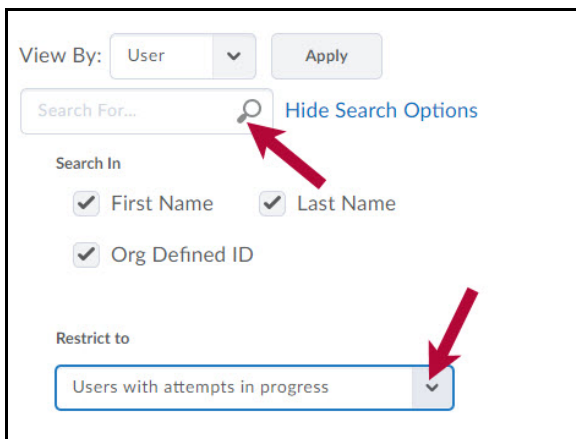 View By: User Apply
Search For... Hide Search Options
Search In
First Name Last Name
Org Defined ID
Restrict to
Users with attempts in progress